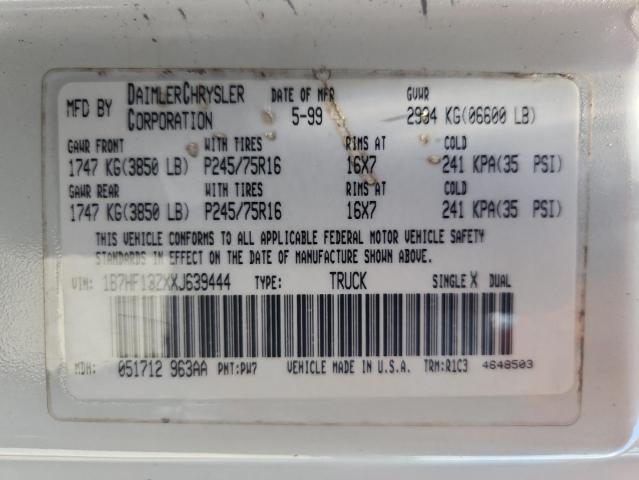 MFD BY DAIMLERCHRYSLER CORPORATION DATE OF MFR 5-99 GVWR 2994 KG(06600 LB)
GAWR FRONT WITH TIRES RIMS AT COLD
1747 KG(3850 LB) P245/75R16 16X7 241 KPA(35 PSI)
GAWR REAR WITH TIRES RIMS AT COLD
1747 KG(3850 LB) P245/75R16 16X7 241 KPA(35 PSI)
THIS VEHICLE CONFORMS TO ALL APPLICABLE FEDERAL MOTOR VEHICLE SAFETY
STANDARDS IN EFFECT ON THE DATE OF MANUFACTURE SHOWN ABOVE.
VIN: 1B7HF13ZXXJ639444 TYPE: TRUCK SINGLE X DUAL
MDH: 051712 963AA PNT:PW7 VEHICLE MADE IN U.S.A. TRM:R1C3 4648503